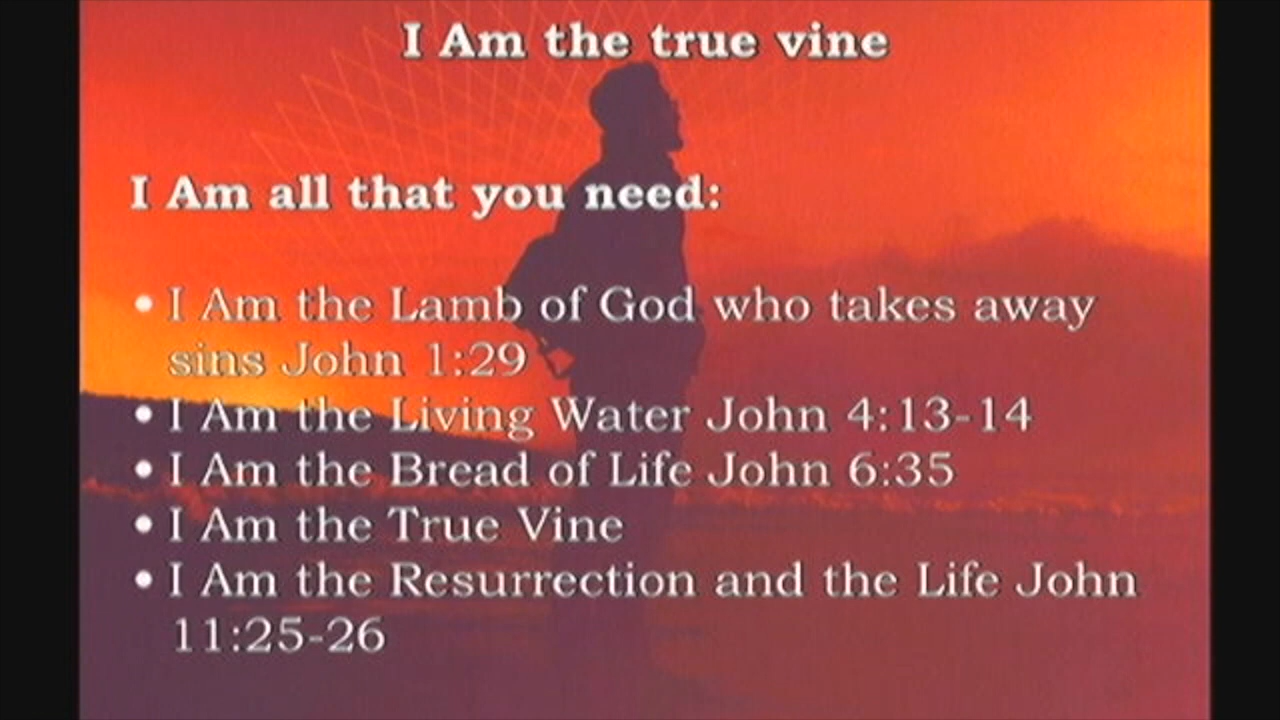 I Am the true vine
I Am all that you need:
• I Am the Lamb of God who takes away
sins John 1:29
• I Am the Living Water John 4:13-14
• I Am the Bread of Life John 6:35
• I Am the True Vine
• I Am the Resurrection and the Life John
11:25-26